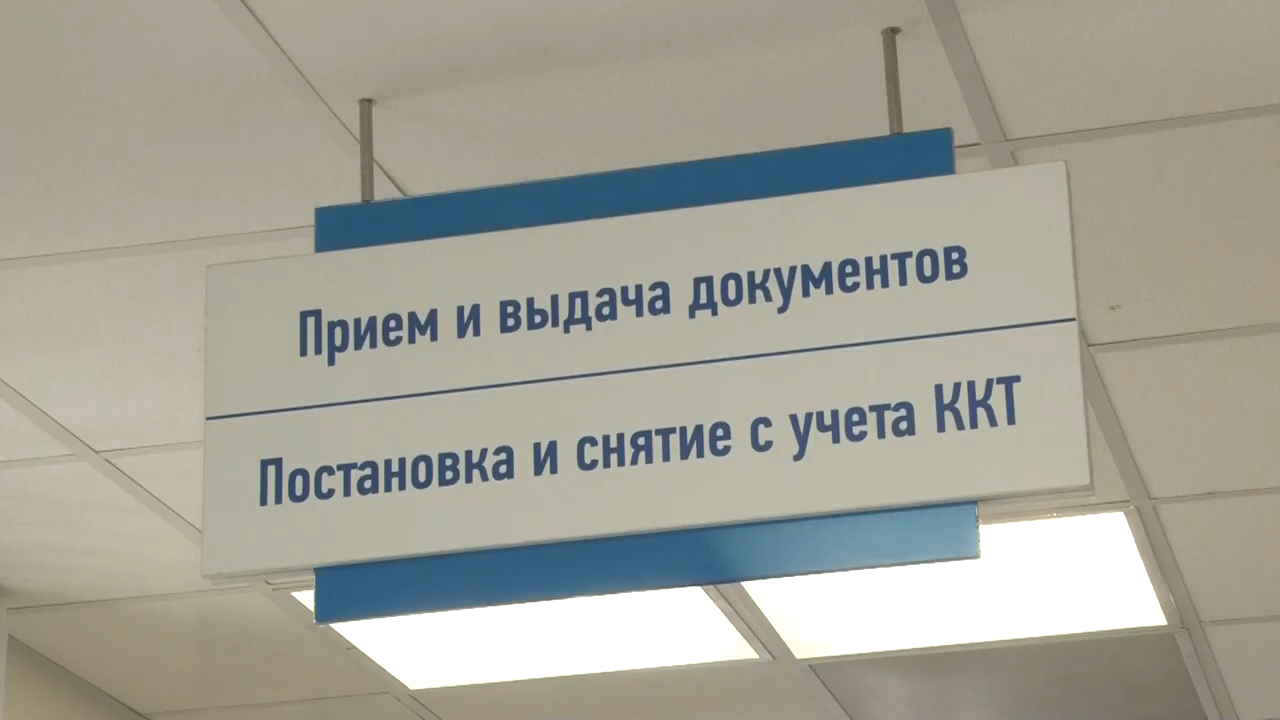 Прием и выдача документов
Постановка и снятие с учета ККТ